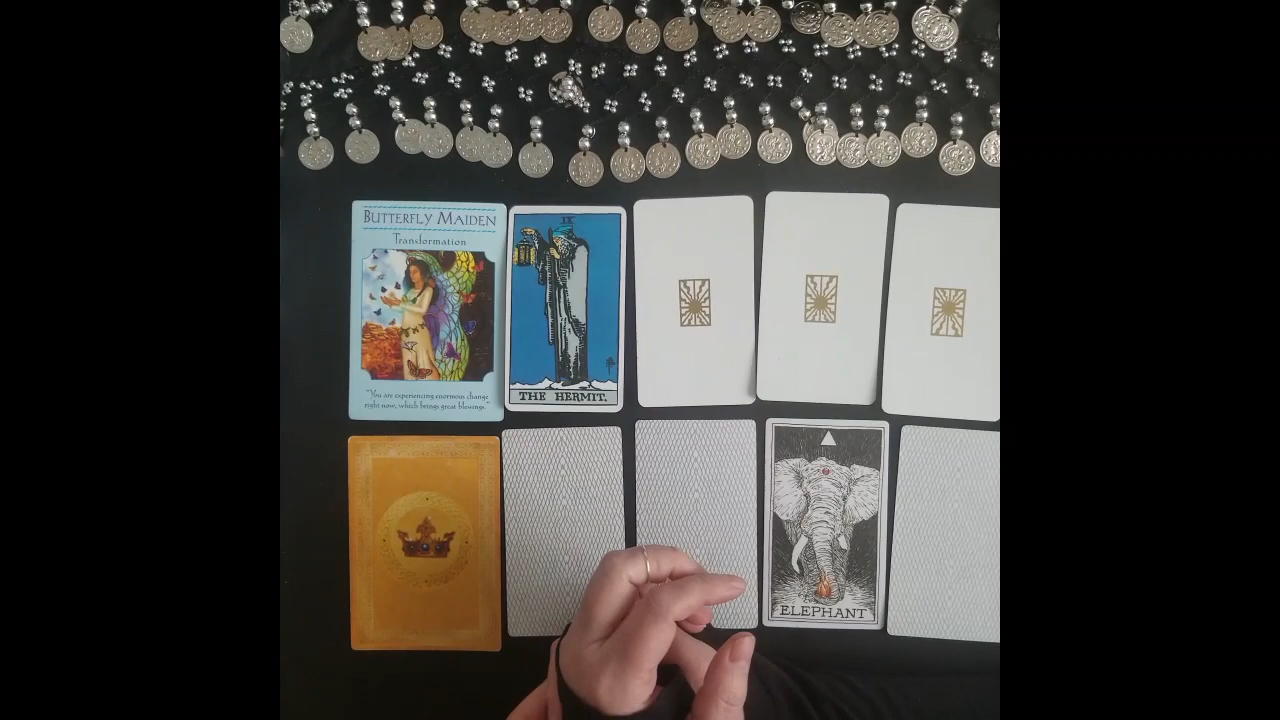 BUTTERFLY MAIDEN
Transformation
"You are experiencing enormous change
right now, which brings great blessings."
IX
THE HERMIT.
ELEPHANT